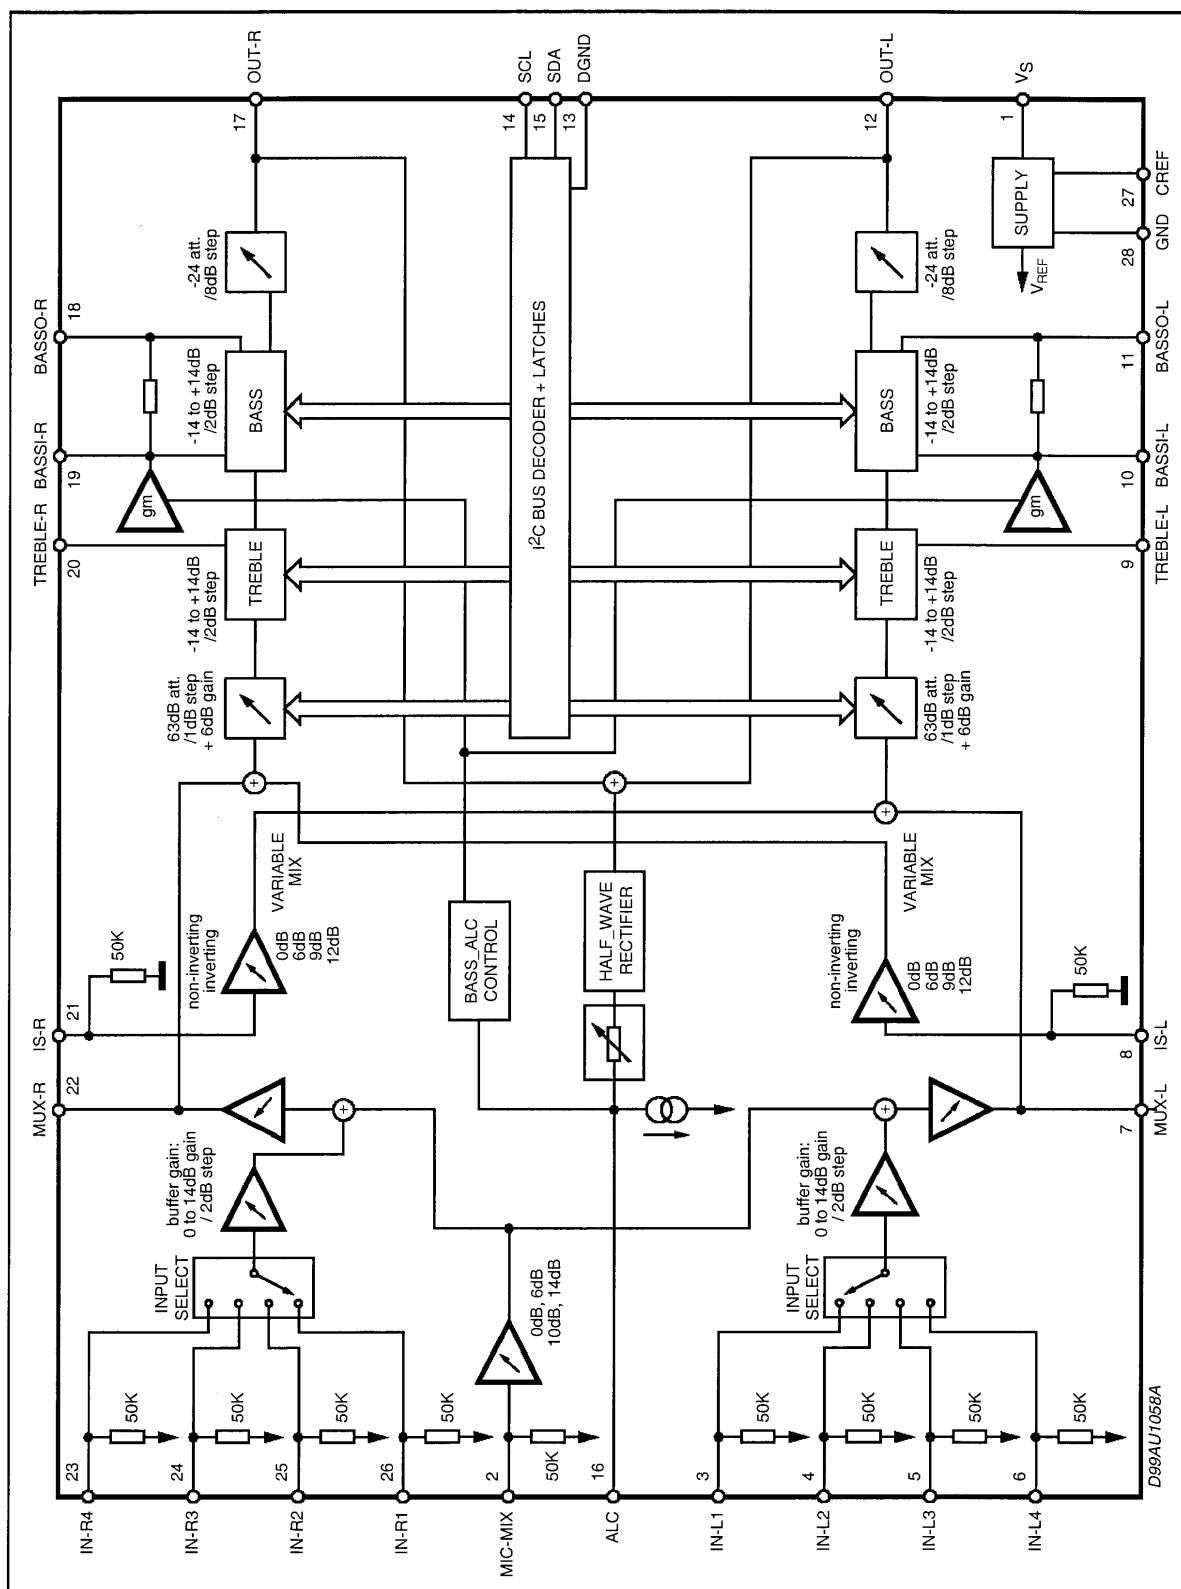 OUT-R
17
SCL
14
SDA
15
DGND
13
OUT-L
12
VS
1
CREF
27
GND
28
SUPPLY
VREF
-24 att.
/8dB step
-24 att.
/8dB step
BASSO-R
18
BASSI-R
19
TREBLE-R
20
gm
-14 to +14dB
/2dB step
BASS
-14 to +14dB
/2dB step
TREBLE
63dB att.
/1dB step
+ 6dB gain
I2C BUS DECODER + LATCHES
BASS
-14 to +14dB
/2dB step
TREBLE
-14 to +14dB
/2dB step
63dB att.
/1dB step
+ 6dB gain
gm
BASSO-L
11
BASSI-L
10
TREBLE-L
9
+
+
+
VARIABLE
MIX
0dB
6dB
9dB
12dB
non-inverting
inverting
50K
21
IS-R
22
MUX-R
BASS_ALC
CONTROL
HALF_WAVE
RECTIFIER
VARIABLE
MIX
0dB
6dB
9dB
12dB
non-inverting
inverting
50K
8
IS-L
7
MUX-L
+
+
buffer gain:
0 to 14dB gain
/ 2dB step
INPUT
SELECT
buffer gain:
0 to 14dB gain
/ 2dB step
INPUT
SELECT
0dB, 6dB
10dB, 14dB
50K
50K
50K
50K
50K
50K
50K
50K
50K
23
IN-R4
24
IN-R3
25
IN-R2
26
IN-R1
2
MIC-MIX
16
ALC
3
IN-L1
4
IN-L2
5
IN-L3
6
IN-L4
D99AU1058A